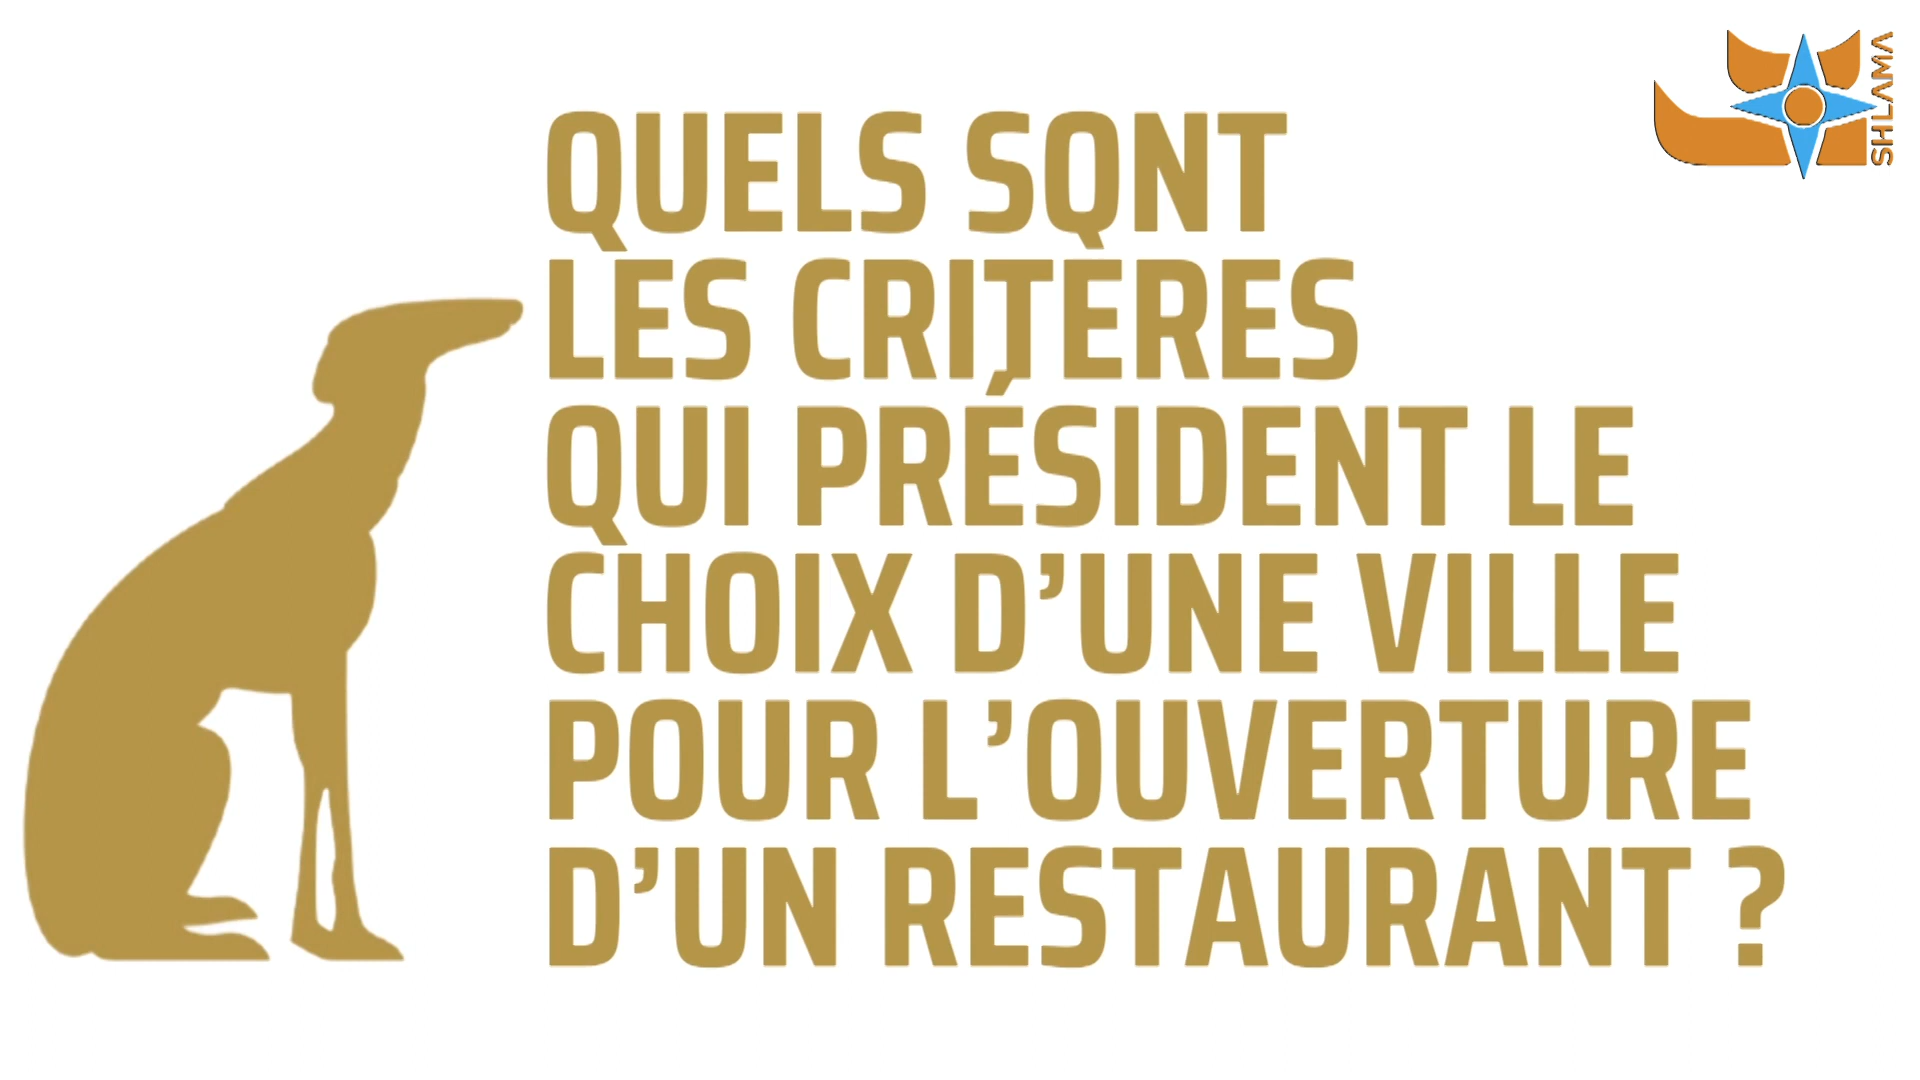 QUELS SONT
LES CRITÈRES
QUI PRÉSIDENT LE
CHOIX D’UNE VILLE
POUR L’OUVERTURE
D’UN RESTAURANT ?
SHLAMA